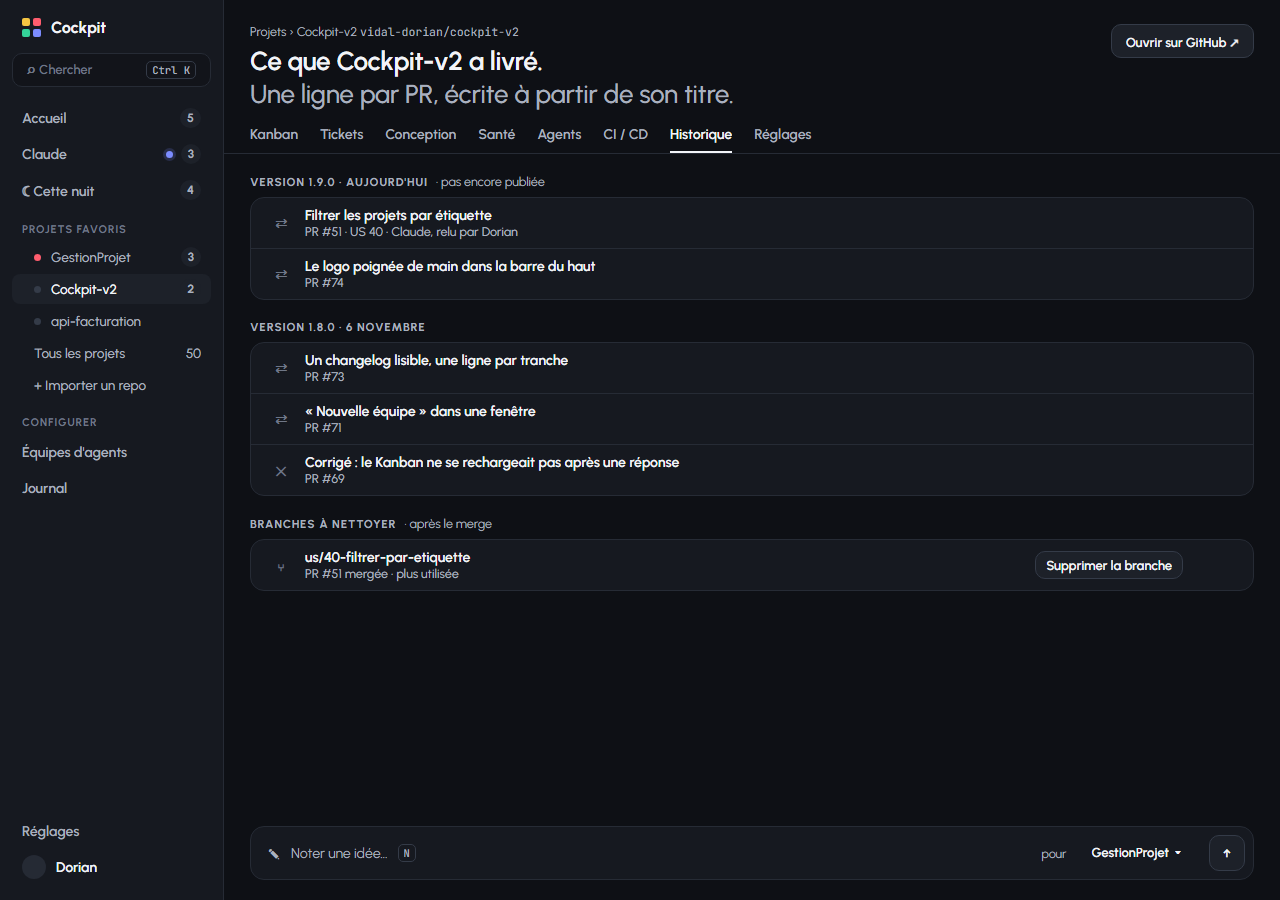 Cockpit
Chercher Ctrl K
Accueil 5
Claude 3
Cette nuit 4
PROJETS FAVORIS
GestionProjet 3
Cockpit-v2 2
api-facturation
Tous les projets 50
+ Importer un repo
CONFIGURER
Équipes d'agents
Journal
Réglages
Dorian
Projets › Cockpit-v2 vidal-dorian/cockpit-v2
Ouvrir sur GitHub ↗
Ce que Cockpit-v2 a livré.
Une ligne par PR, écrite à partir de son titre.
Kanban Tickets Conception Santé Agents CI / CD Historique Réglages
VERSION 1.9.0 · AUJOURD'HUI · pas encore publiée
Filtrer les projets par étiquette
PR #51 · US 40 · Claude, relu par Dorian
Le logo poignée de main dans la barre du haut
PR #74
VERSION 1.8.0 · 6 NOVEMBRE
Un changelog lisible, une ligne par tranche
PR #73
« Nouvelle équipe » dans une fenêtre
PR #71
Corrigé : le Kanban ne se rechargeait pas après une réponse
PR #69
BRANCHES À NETTOYER · après le merge
us/40-filtrer-par-etiquette
PR #51 mergée · plus utilisée
Supprimer la branche
Noter une idée… N pour GestionProjet